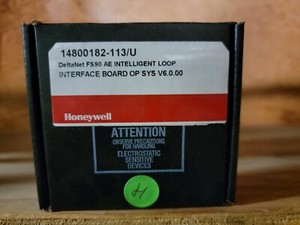 14800182-113/U
DeltaNet FS90 AE INTELLIGENT LOOP
INTERFACE BOARD OP SYS V6.0.00
Honeywell
ATTENTION
OBSERVE PRECAUTIONS
FOR HANDLING
ELECTROSTATIC
SENSITIVE
DEVICES